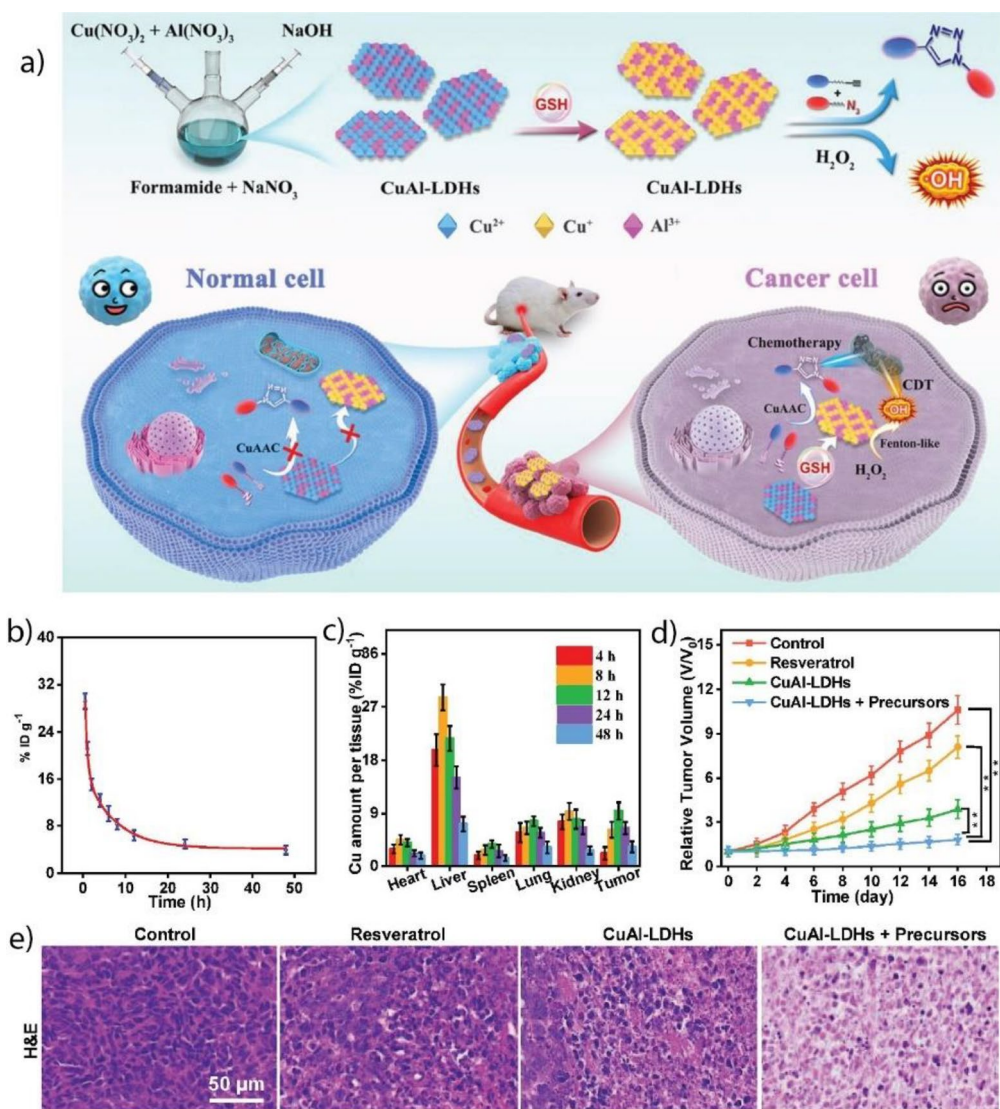 a)
Cu(NO3)2 + Al(NO3)3
NaOH
Formamide + NaNO3
CuAl-LDHs
GSH
CuAl-LDHs
+
N3
H2O2
N=N
N
·OH
Cu2+
Cu+
Al3+
Normal cell
Cancer cell
CuAAC
Chemotherapy
CDT
CuAAC
·OH
Fenton-like
GSH
H2O2
b)
% ID g-1
40
32
24
16
8
0
0
10
20
30
40
50
Time (h)
c)
Cu amount per tissue (%ID g-1)
36
27
18
9
0
4 h
8 h
12 h
24 h
48 h
Heart
Liver
Spleen
Lung
Kidney
Tumor
d)
Relative Tumor Volume (V/V0)
15
12
9
6
3
0
Control
Resveratrol
CuAl-LDHs
CuAl-LDHs + Precursors
**
**
**
0
2
4
6
8
10
12
14
16
Time (day)
e)
Control
Resveratrol
CuAl-LDHs
CuAl-LDHs + Precursors
H&E
50 μm